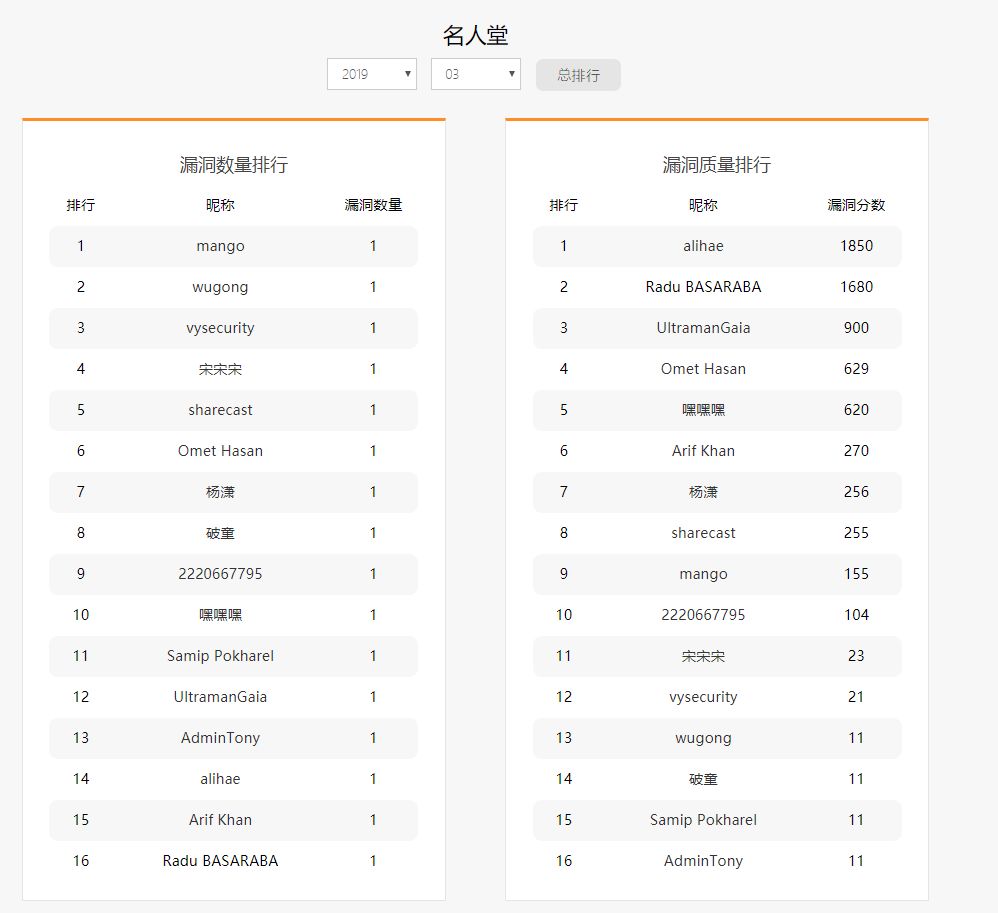 名人堂
2019 03 总排行
漏洞数量排行
排行 昵称 漏洞数量
1 mango 1
2 wugong 1
3 vysecurity 1
4 宋宋宋 1
5 sharecast 1
6 Omet Hasan 1
7 杨潇 1
8 破童 1
9 2220667795 1
10 嘿嘿嘿 1
11 Samip Pokharel 1
12 UltramanGaia 1
13 AdminTony 1
14 alihae 1
15 Arif Khan 1
16 Radu BASARABA 1
漏洞质量排行
排行 昵称 漏洞分数
1 alihae 1850
2 Radu BASARABA 1680
3 UltramanGaia 900
4 Omet Hasan 629
5 嘿嘿嘿 620
6 Arif Khan 270
7 杨潇 256
8 sharecast 255
9 mango 155
10 2220667795 104
11 宋宋宋 23
12 vysecurity 21
13 wugong 11
14 破童 11
15 Samip Pokharel 11
16 AdminTony 11